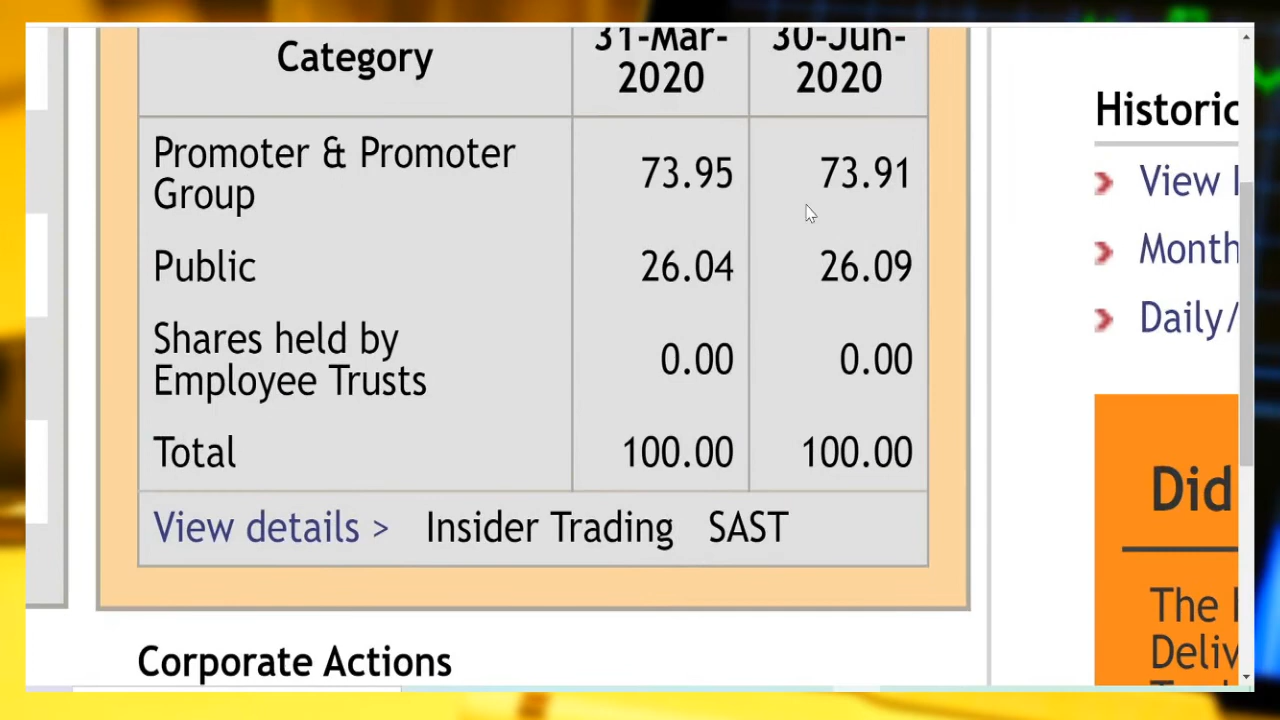 Category 31-Mar-2020 30-Jun-2020
Promoter & Promoter
Group 73.95 73.91
Public 26.04 26.09
Shares held by
Employee Trusts 0.00 0.00
Total 100.00 100.00
View details > Insider Trading SAST
Corporate Actions
Historic
View
Month
Daily/
Did
The
Deliv